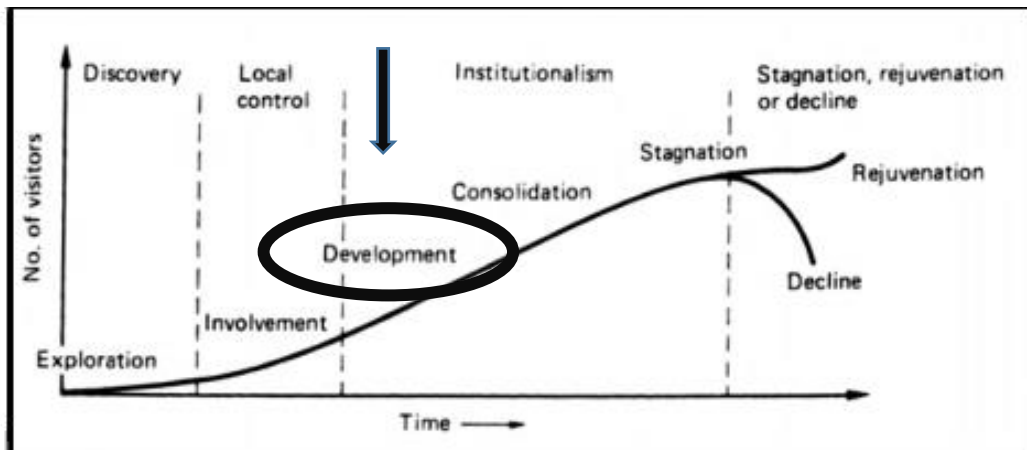 Discovery
Local
control
Institutionalism
Stagnation, rejuvenation
or decline
No. of visitors
Stagnation
Rejuvenation
Consolidation
Development
Decline
Involvement
Exploration
Time